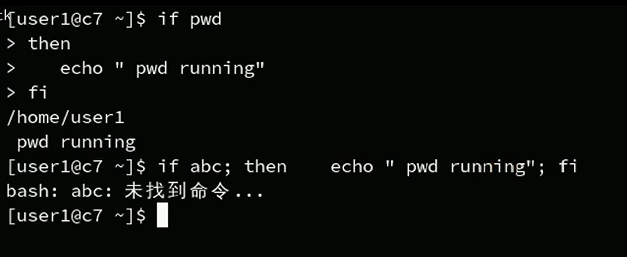 [user1@c7 ~]$ if pwd
> then
>    echo " pwd running"
> fi
/home/user1
 pwd running
[user1@c7 ~]$ if abc; then    echo " pwd running"; fi
bash: abc: 未找到命令...
[user1@c7 ~]$